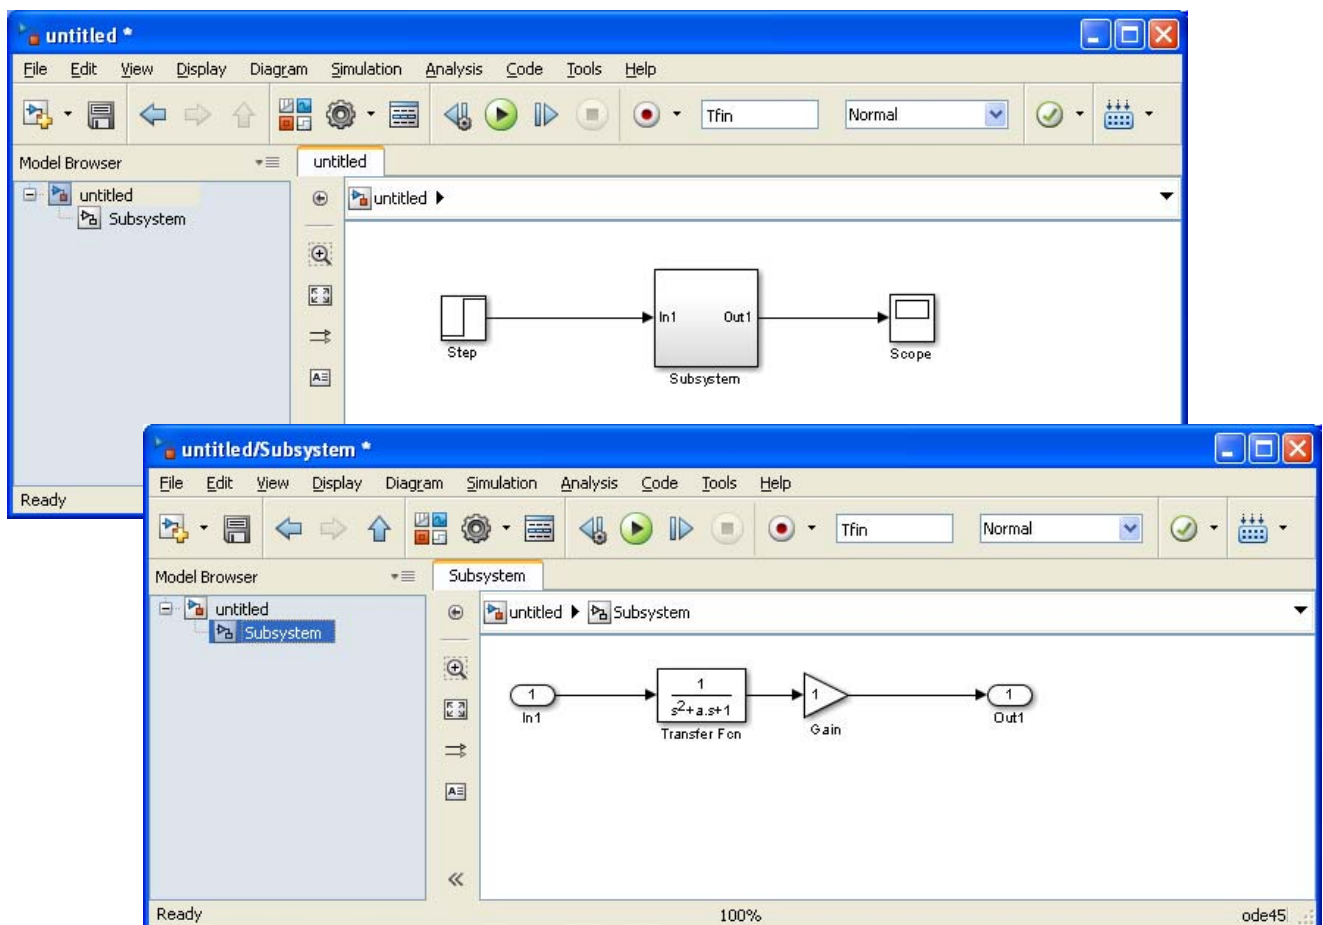 untitled *
File Edit View Display Diagram Simulation Analysis Code Tools Help
Tfin Normal
Model Browser untitled
untitled
Subsystem
untitled
In1 Out1
Step
Subsystem
Scope
Ready
untitled/Subsystem *
File Edit View Display Diagram Simulation Analysis Code Tools Help
Tfin Normal
Model Browser Subsystem
untitled
Subsystem
untitled Subsystem
1 1 1 1
s2+a.s+1
In1 Transfer Fcn Gain Out1
Ready 100% ode45